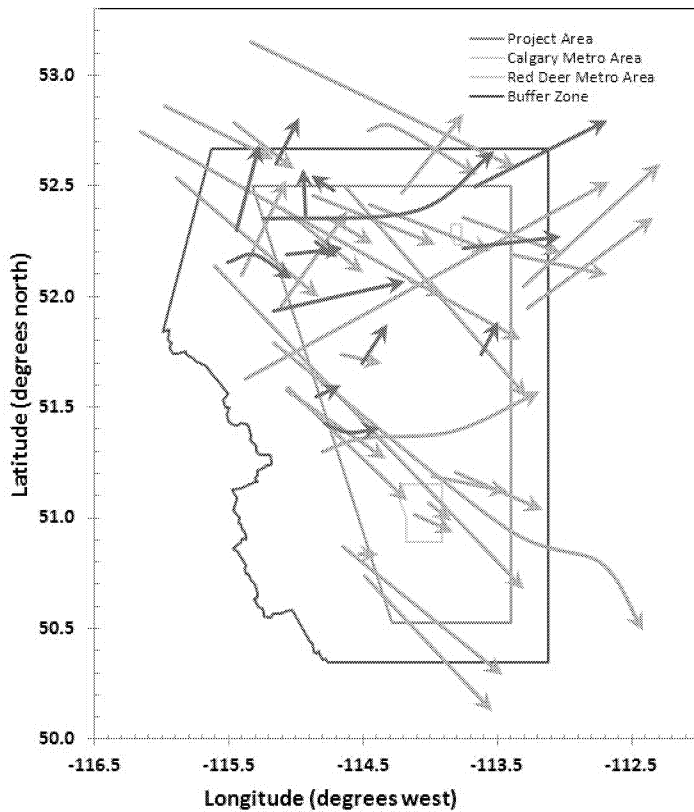 Project Area
Calgary Metro Area
Red Deer Metro Area
Buffer Zone
53.0
52.5
52.0
51.5
51.0
50.5
50.0
Latitude (degrees north)
-116.5 -115.5 -114.5 -113.5 -112.5
Longitude (degrees west)